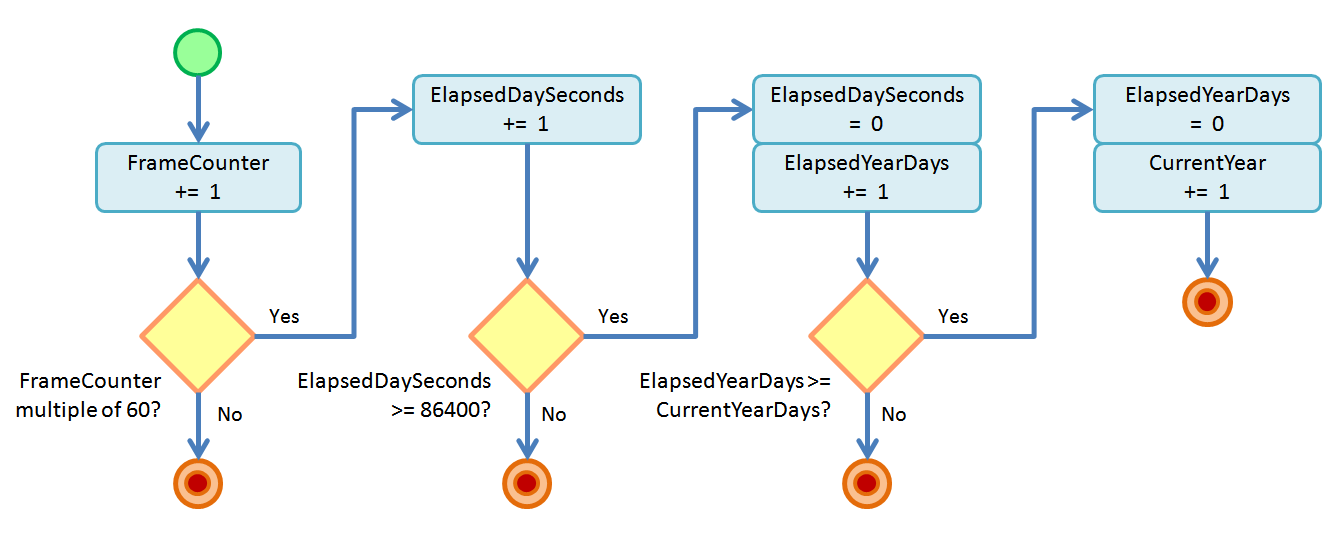 FrameCounter
+= 1
FrameCounter
multiple of 60?
Yes
No
ElapsedDaySeconds
+= 1
ElapsedDaySeconds
>= 86400?
Yes
No
ElapsedDaySeconds
= 0
ElapsedYearDays
+= 1
ElapsedYearDays >=
CurrentYearDays?
Yes
No
ElapsedYearDays
= 0
CurrentYear
+= 1